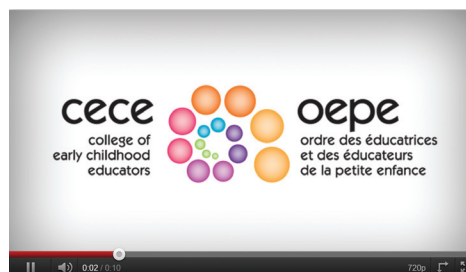 cece
college of
early childhood
educators
oepe
ordre des éducatrices
et des éducateurs
de la petite enfance
0:02 / 0:10
720p